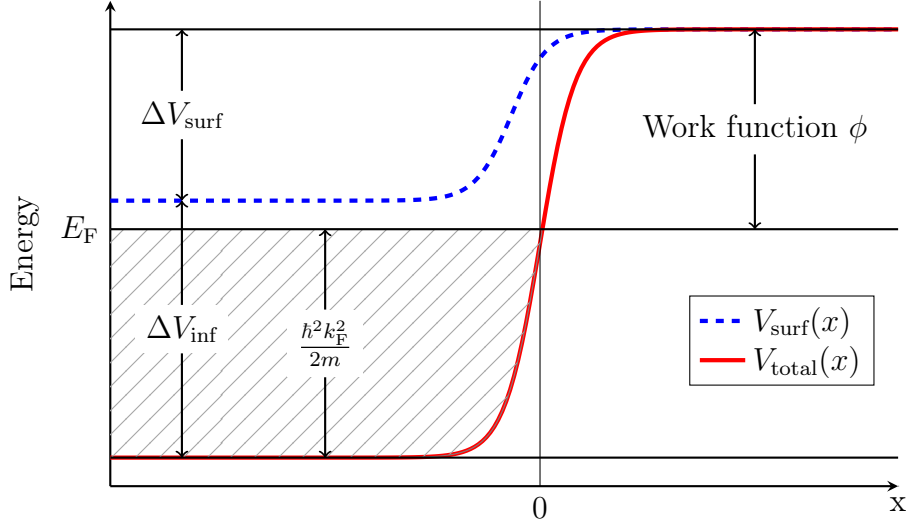 ΔV_surf
Work function ϕ
Energy
E_F
ΔV_inf
ħ²k_F²/2m
V_surf(x)
V_total(x)
0
x